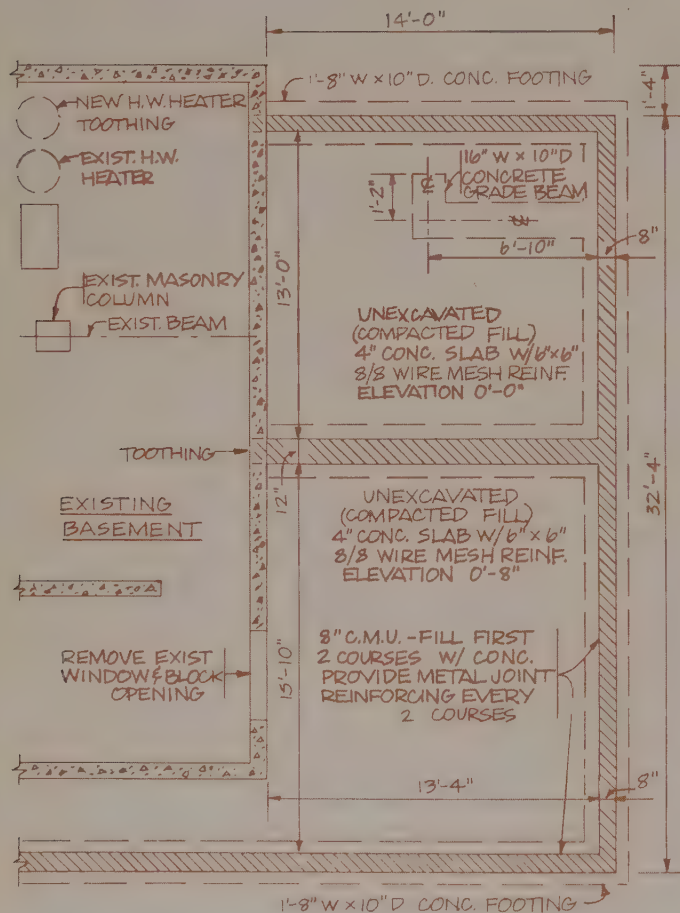 14'-0"
1'-8" W x 10" D. CONC. FOOTING
1'-4"
NEW H.W. HEATER
TOOTHING
EXIST. H.W.
HEATER
16" W x 10" D
CONCRETE
GRADE BEAM
1'-2"
℄
℄
6'-10"
8"
13'-0"
EXIST. MASONRY
COLUMN
EXIST. BEAM
UNEXCAVATED
(COMPACTED FILL)
4" CONC. SLAB W/6"x6"
8/8 WIRE MESH REINF.
ELEVATION 0'-0"
TOOTHING
12"
32'-4"
EXISTING
BASEMENT
UNEXCAVATED
(COMPACTED FILL)
4" CONC. SLAB W/6"x6"
8/8 WIRE MESH REINF.
ELEVATION 0'-8"
REMOVE EXIST
WINDOW & BLOCK
OPENING
15'-10"
8" C.M.U. - FILL FIRST
2 COURSES W/ CONC.
PROVIDE METAL JOINT
REINFORCING EVERY
2 COURSES
13'-4"
8"
1'-8" W x 10" D CONC. FOOTING